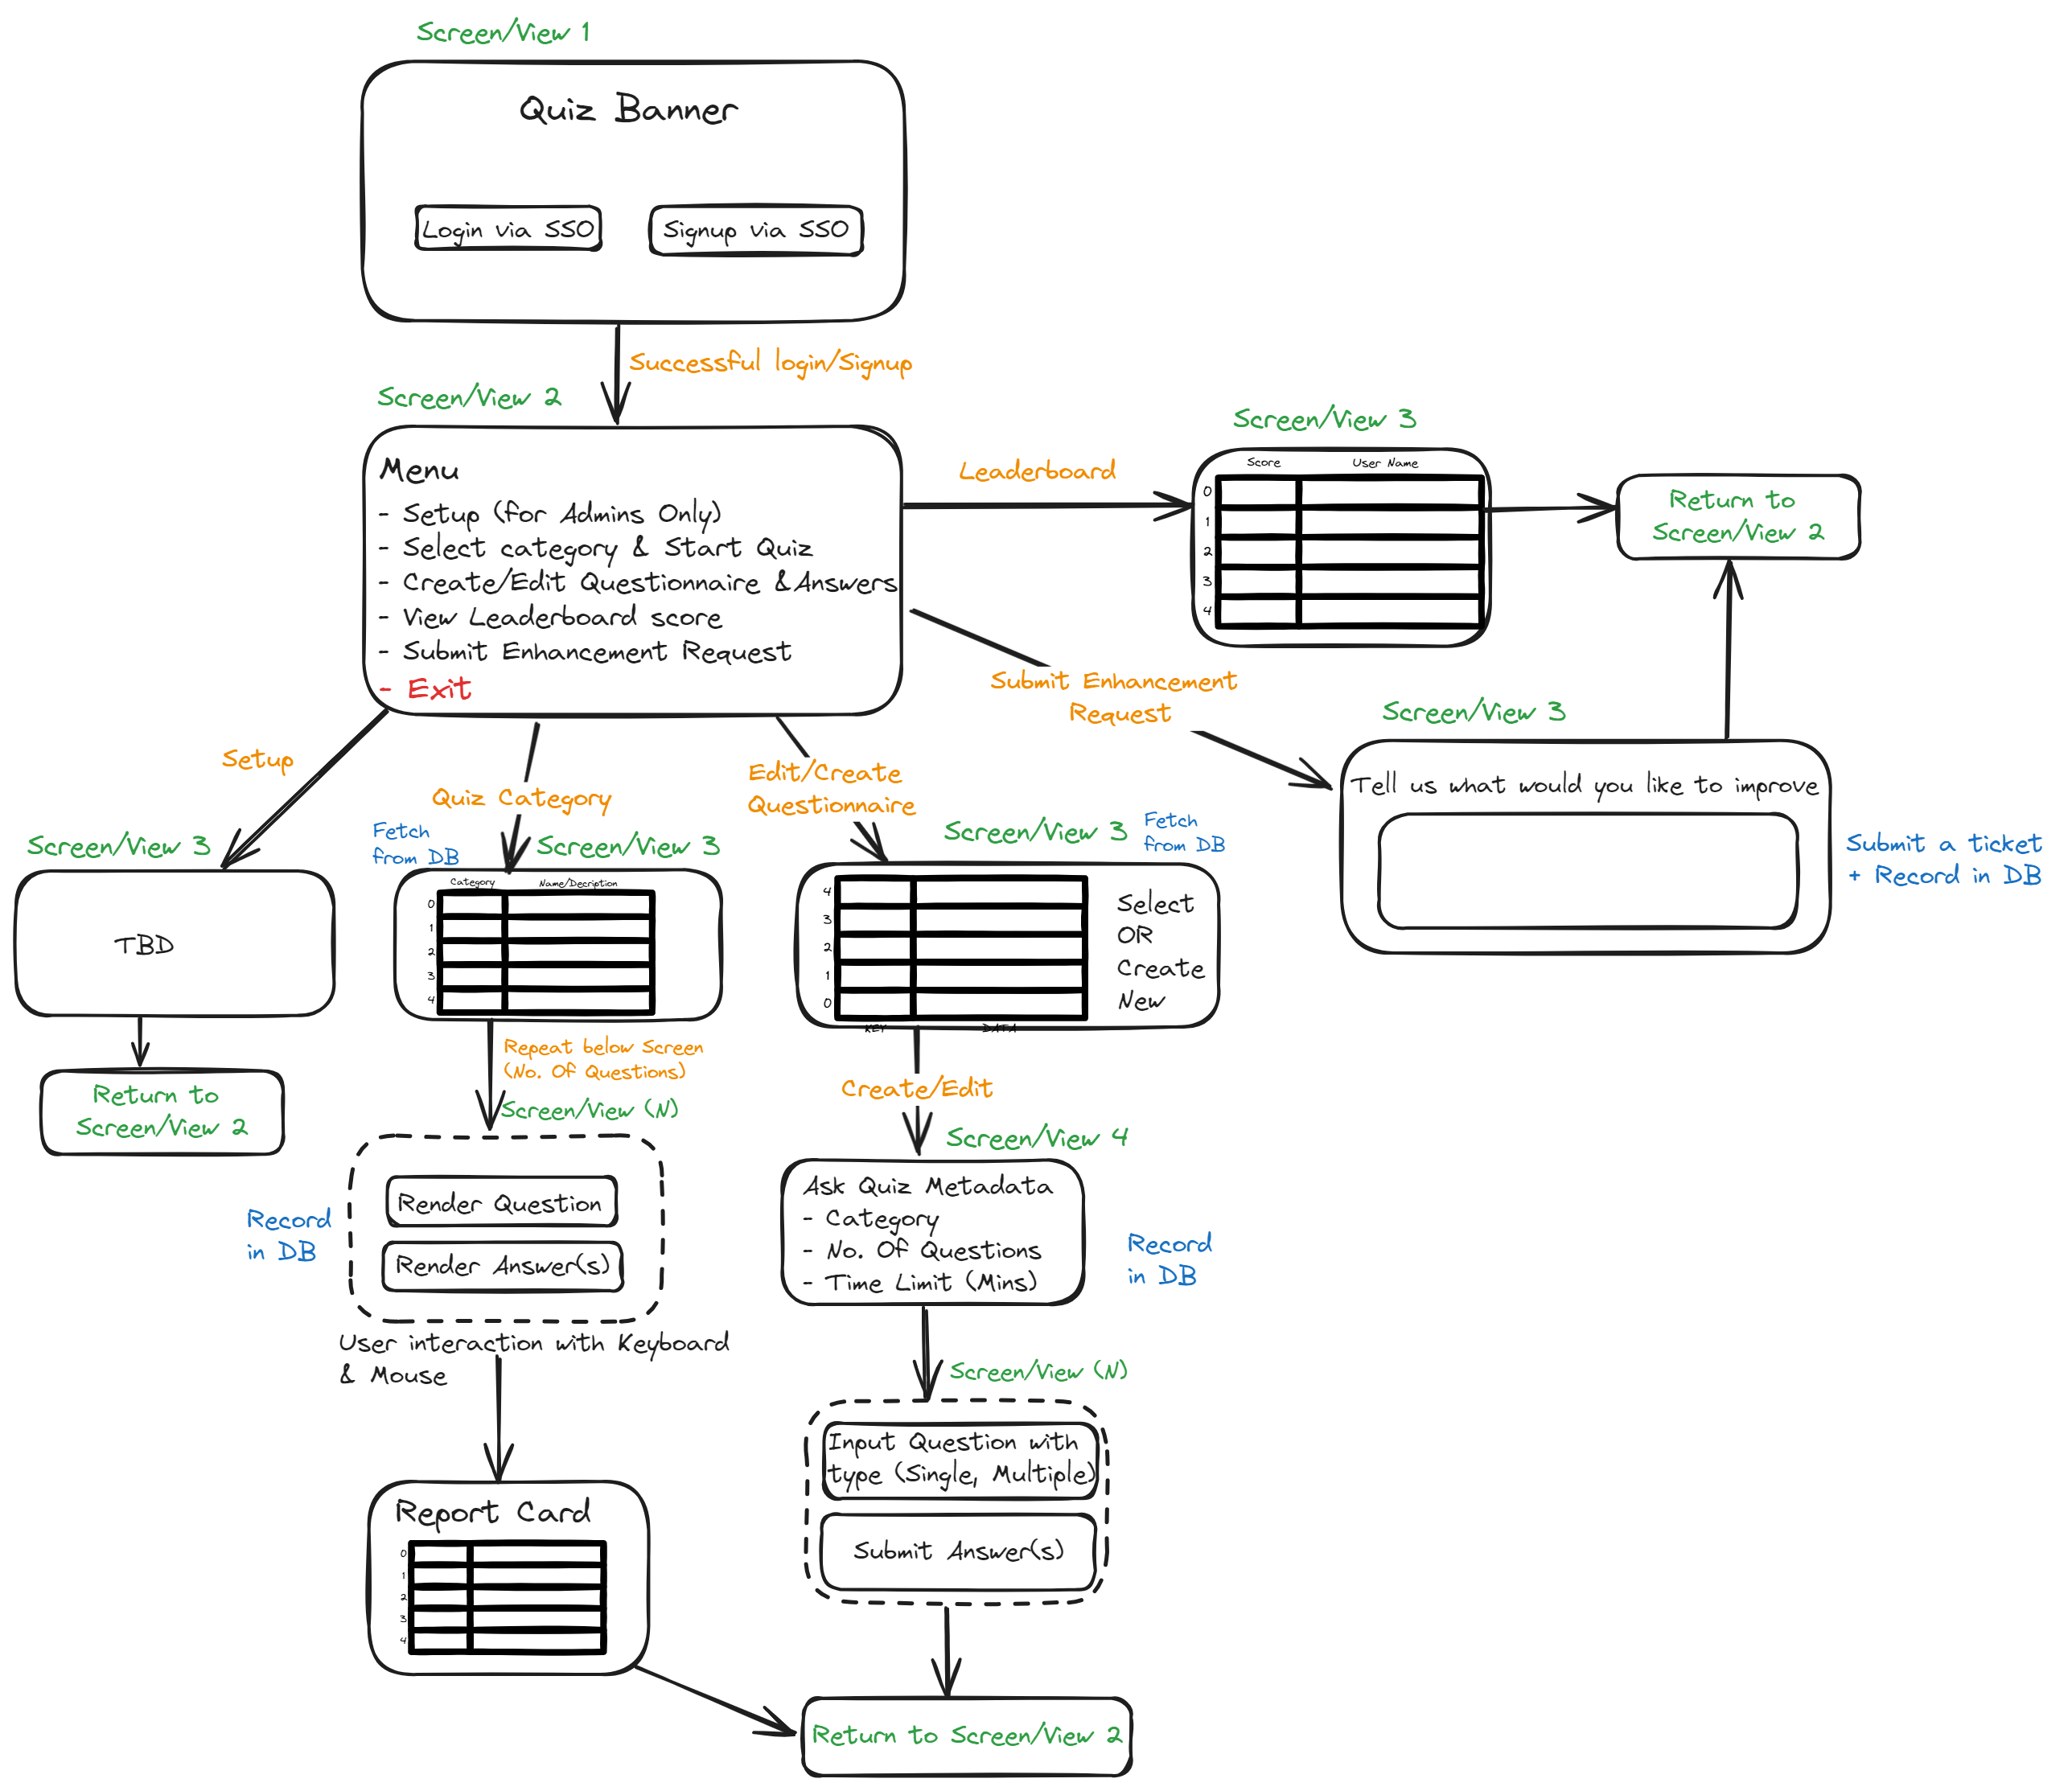 Screen/View 1
Quiz Banner
Login via SSO
Signup via SSO
Successful login/Signup
Screen/View 2
Menu
- Setup (for Admins Only)
- Select category & Start Quiz
- Create/Edit Questionnaire &Answers
- View Leaderboard score
- Submit Enhancement Request
- Exit
Leaderboard
Screen/View 3
Score
User Name
0
1
2
3
4
Return to
Screen/View 2
Submit Enhancement
Request
Screen/View 3
Tell us what would you like to improve
Submit a ticket
+ Record in DB
Setup
Screen/View 3
TBD
Return to
Screen/View 2
Quiz Category
Fetch
from DB
Screen/View 3
Category
Name/Decription
0
1
2
3
4
Repeat below Screen
(No. Of Questions)
Screen/View (N)
Render Question
Render Answer(s)
Record
in DB
User interaction with Keyboard
& Mouse
Report Card
0
1
2
3
4
Edit/Create
Questionnaire
Screen/View 3
Fetch
from DB
4
3
2
1
0
KEY
DATA
Select
OR
Create
New
Create/Edit
Screen/View 4
Ask Quiz Metadata
- Category
- No. Of Questions
- Time Limit (Mins)
Record
in DB
Screen/View (N)
Input Question with
type (Single, Multiple)
Submit Answer(s)
Return to Screen/View 2